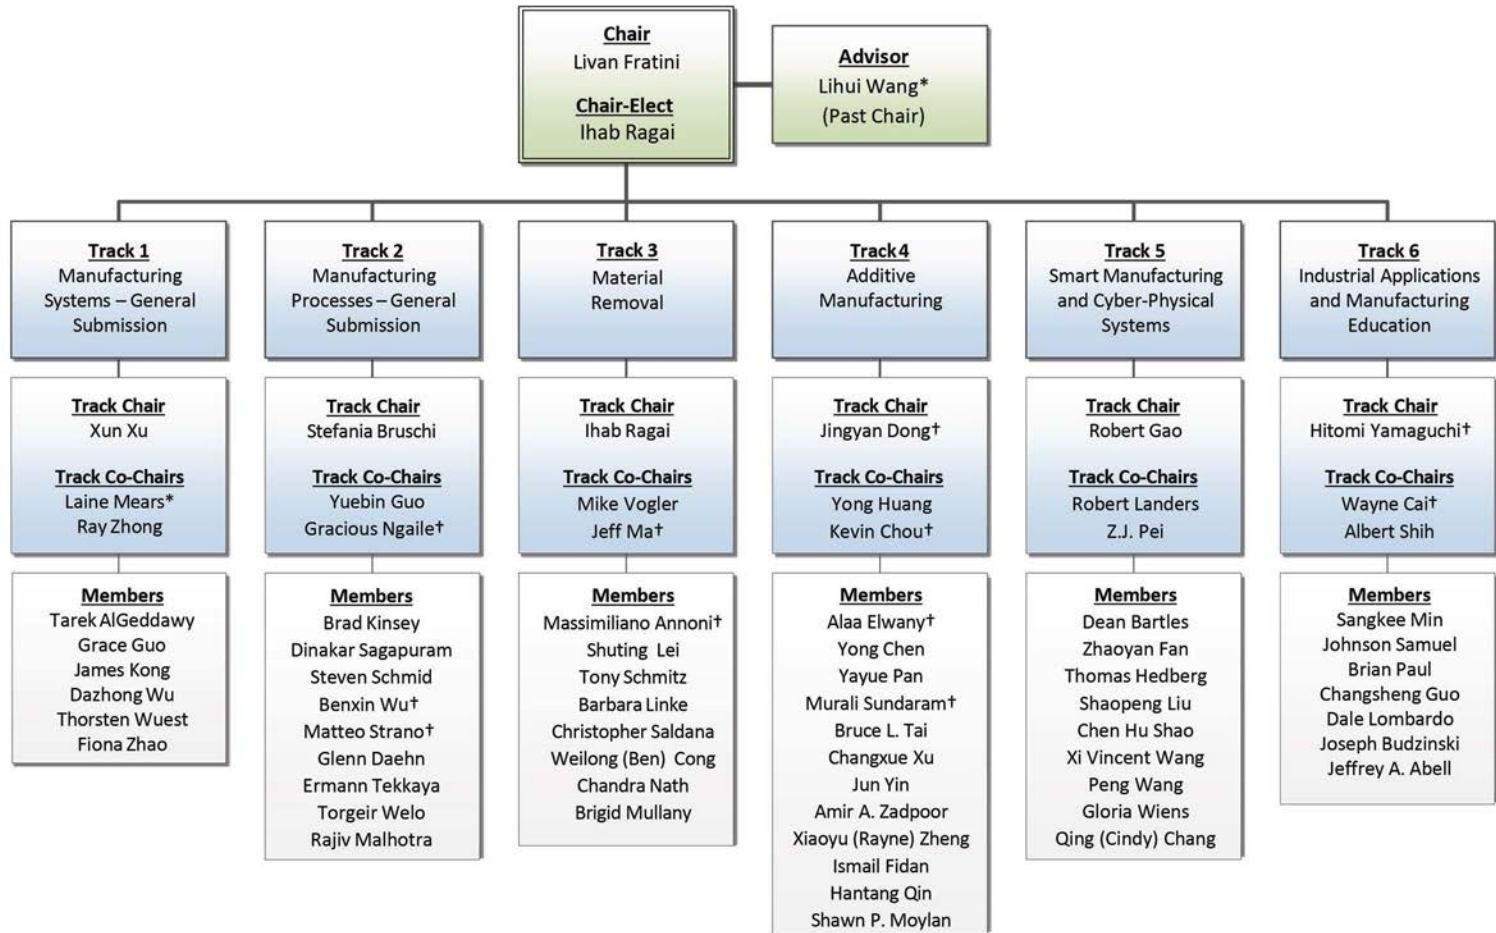 Chair
Livan Fratini
Chair-Elect
Ihab Ragai
Advisor
Lihui Wang*
(Past Chair)
Track 1
Manufacturing
Systems – General
Submission
Track Chair
Xun Xu
Track Co-Chairs
Laine Mears*
Ray Zhong
Members
Tarek AlGeddawy
Grace Guo
James Kong
Dazhong Wu
Thorsten Wuest
Fiona Zhao
Track 2
Manufacturing
Processes – General
Submission
Track Chair
Stefania Bruschi
Track Co-Chairs
Yuebin Guo
Gracious Ngaile†
Members
Brad Kinsey
Dinakar Sagapuram
Steven Schmid
Benxin Wu†
Matteo Strano†
Glenn Daehn
Ermann Tekkaya
Torgeir Welo
Rajiv Malhotra
Track 3
Material
Removal
Track Chair
Ihab Ragai
Track Co-Chairs
Mike Vogler
Jeff Ma†
Members
Massimiliano Annoni†
Shuting Lei
Tony Schmitz
Barbara Linke
Christopher Saldana
Weilong (Ben) Cong
Chandra Nath
Brigid Mullany
Track 4
Additive
Manufacturing
Track Chair
Jingyan Dong†
Track Co-Chairs
Yong Huang
Kevin Chou†
Members
Alaa Elwany†
Yong Chen
Yayue Pan
Murali Sundaram†
Bruce L. Tai
Changxue Xu
Jun Yin
Amir A. Zadpoor
Xiaoyu (Rayne) Zheng
Ismail Fidan
Hantang Qin
Shawn P. Moylan
Track 5
Smart Manufacturing
and Cyber-Physical
Systems
Track Chair
Robert Gao
Track Co-Chairs
Robert Landers
Z.J. Pei
Members
Dean Bartles
Zhaoyan Fan
Thomas Hedberg
Shaopeng Liu
Chen Hu Shao
Xi Vincent Wang
Peng Wang
Gloria Wiens
Qing (Cindy) Chang
Track 6
Industrial Applications
and Manufacturing
Education
Track Chair
Hitomi Yamaguchi†
Track Co-Chairs
Wayne Cai†
Albert Shih
Members
Sangkee Min
Johnson Samuel
Brian Paul
Changsheng Guo
Dale Lombardo
Joseph Budzinski
Jeffrey A. Abell